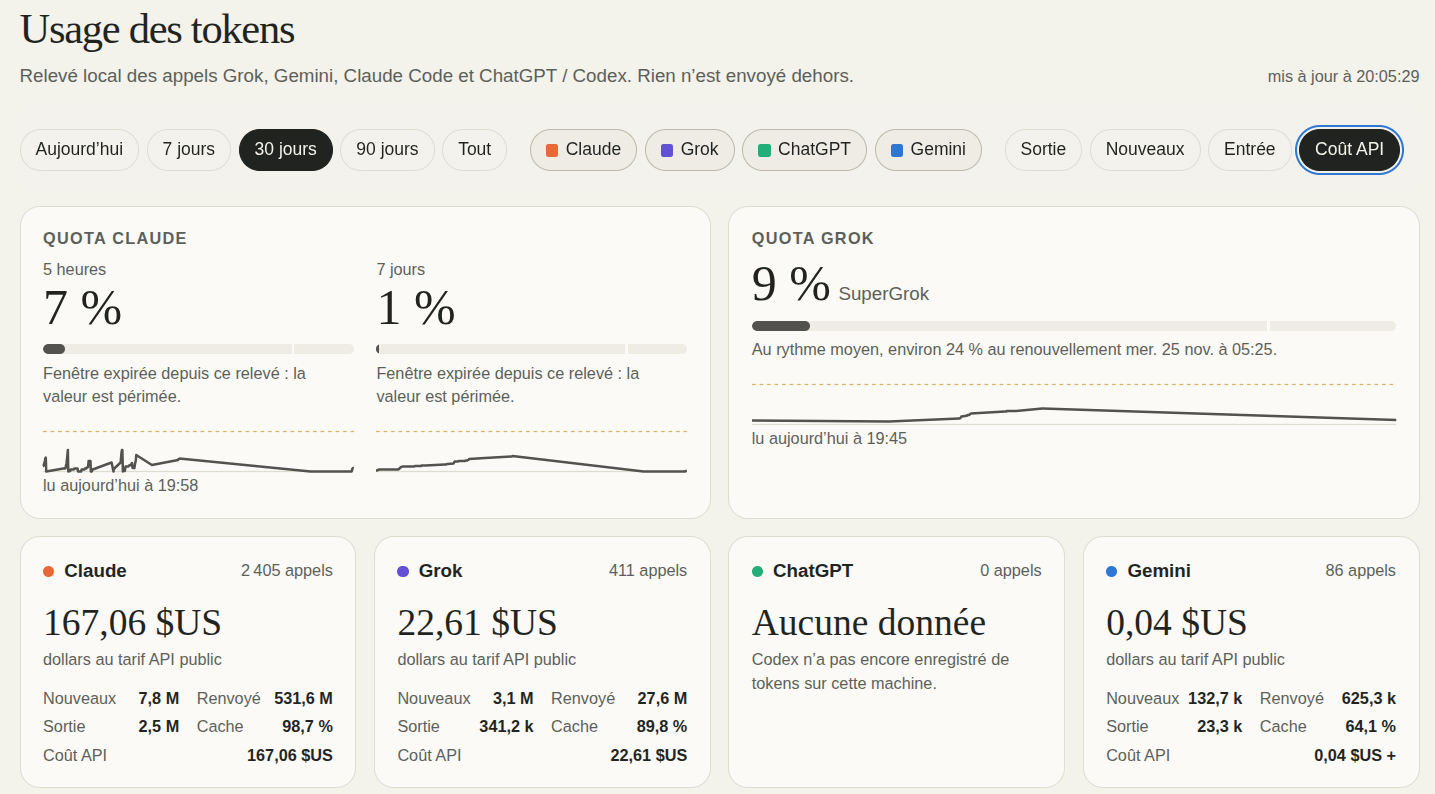 Usage des tokens
Relevé local des appels Grok, Gemini, Claude Code et ChatGPT / Codex. Rien n’est envoyé dehors.
mis à jour à 20:05:29
Aujourd’hui
7 jours
30 jours
90 jours
Tout
Claude
Grok
ChatGPT
Gemini
Sortie
Nouveaux
Entrée
Coût API
QUOTA CLAUDE
5 heures
7 %
Fenêtre expirée depuis ce relevé : la
valeur est périmée.
lu aujourd’hui à 19:58
7 jours
1 %
Fenêtre expirée depuis ce relevé : la
valeur est périmée.
QUOTA GROK
9 % SuperGrok
Au rythme moyen, environ 24 % au renouvellement mer. 25 nov. à 05:25.
lu aujourd’hui à 19:45
Claude
2 405 appels
167,06 $US
dollars au tarif API public
Nouveaux 7,8 M Renvoyé 531,6 M
Sortie 2,5 M Cache 98,7 %
Coût API 167,06 $US
Grok
411 appels
22,61 $US
dollars au tarif API public
Nouveaux 3,1 M Renvoyé 27,6 M
Sortie 341,2 k Cache 89,8 %
Coût API 22,61 $US
ChatGPT
0 appels
Aucune donnée
Codex n’a pas encore enregistré de
tokens sur cette machine.
Gemini
86 appels
0,04 $US
dollars au tarif API public
Nouveaux 132,7 k Renvoyé 625,3 k
Sortie 23,3 k Cache 64,1 %
Coût API 0,04 $US +